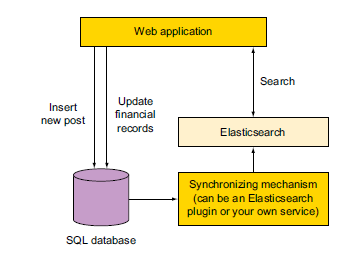 Web application
Search
Insert
new post
Update
financial
records
Elasticsearch
Synchronizing mechanism
(can be an Elasticsearch
plugin or your own service)
SQL database